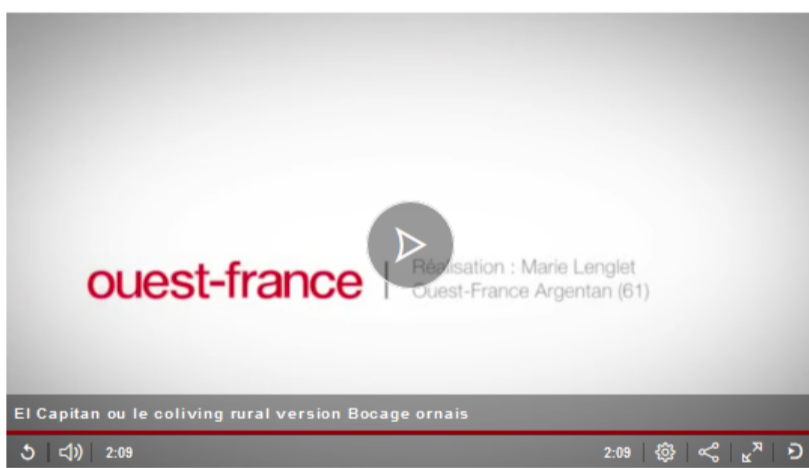 ouest-france
Réalisation : Marie Lenglet
Ouest-France Argentan (61)
El Capitan ou le coliving rural version Bocage ornais
2:09 2:09